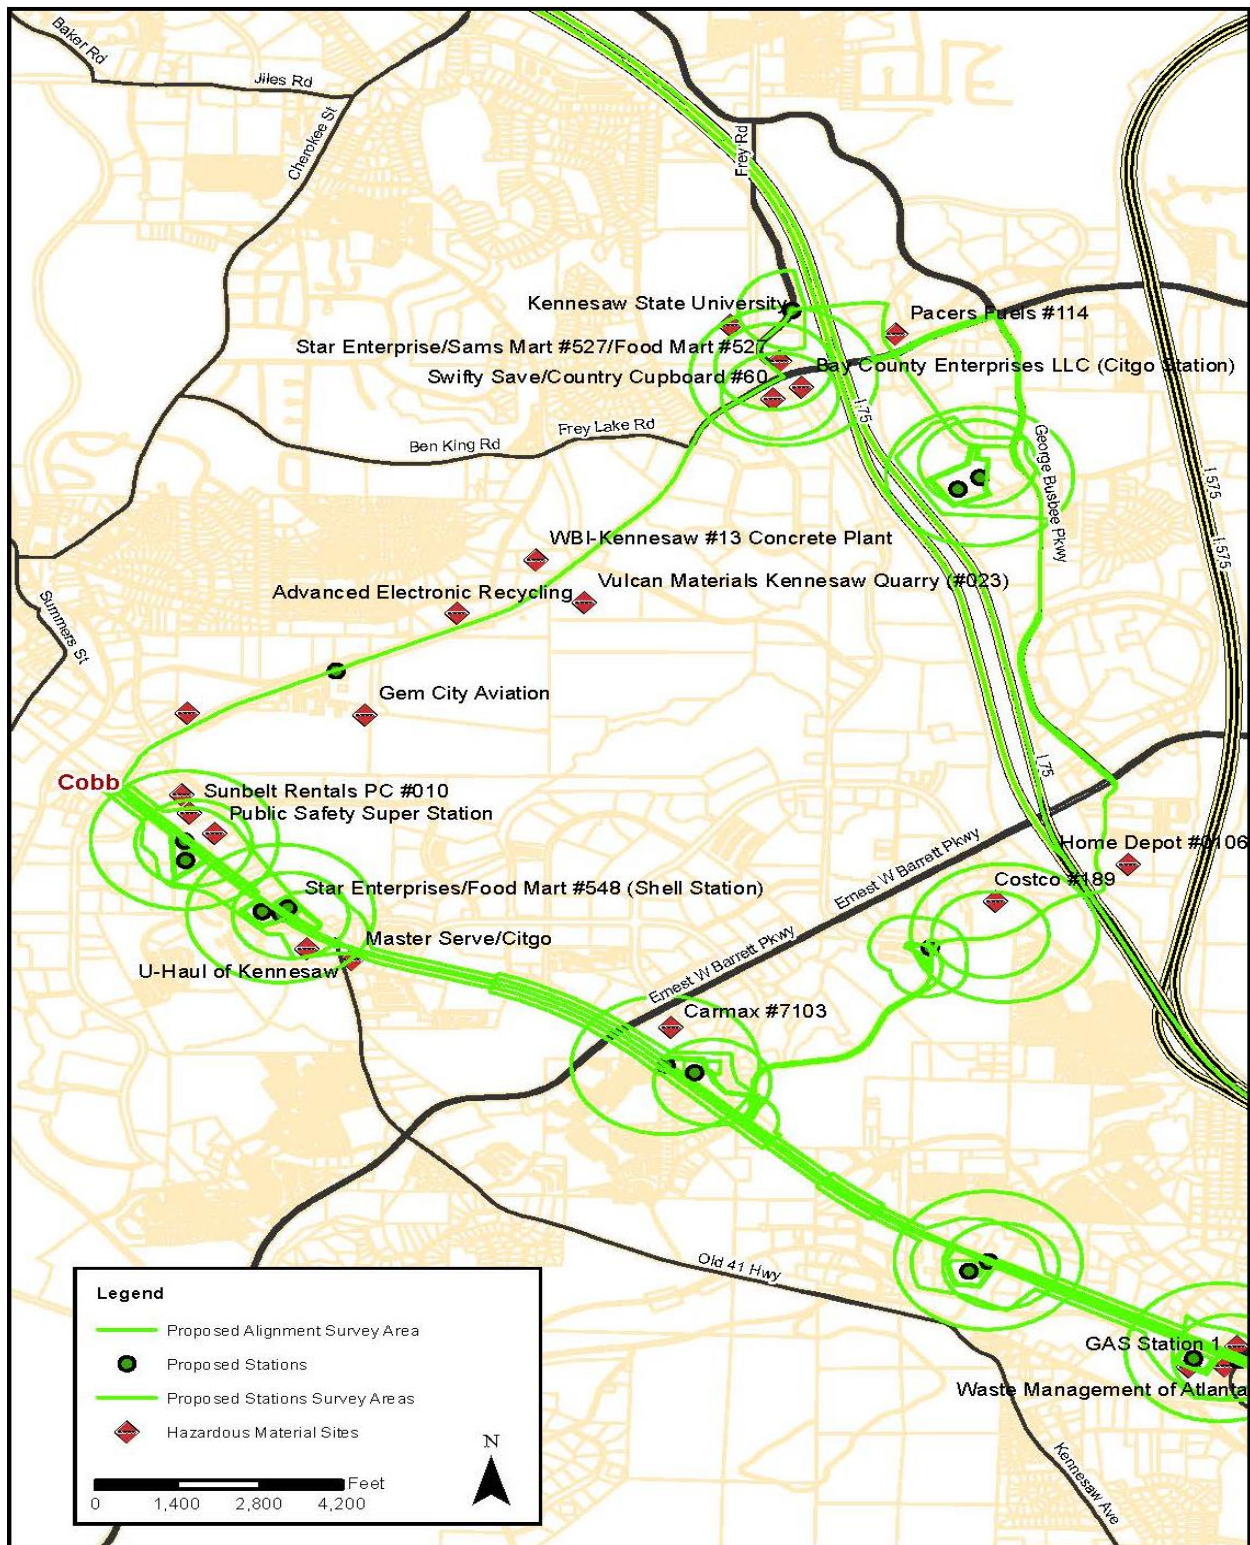 Baker Rd
Jiles Rd
Cherokee St
Frey Rd
Kennesaw State University
Pacers Fuels #114
Star Enterprise/Sams Mart #527/Food Mart #527
Bay County Enterprises LLC (Citgo Station)
Swifty Save/Country Cupboard #60
I 75
Frey Lake Rd
Ben King Rd
George Busbee Pkwy
I 575
I 575
WBI-Kennesaw #13 Concrete Plant
Vulcan Materials Kennesaw Quarry (#023)
Advanced Electronic Recycling
Summers St
Gem City Aviation
I 75
Cobb
Sunbelt Rentals PC #010
Public Safety Super Station
Home Depot #0106
Ernest W Barrett Pkwy
Costco #189
Star Enterprises/Food Mart #548 (Shell Station)
Master Serve/Citgo
Ernest W Barrett Pkwy
U-Haul of Kennesaw
Carmax #7103
Old 41 Hwy
GAS Station 1
Waste Management of Atlanta
Kennesaw Ave
Legend
Proposed Alignment Survey Area
Proposed Stations
Proposed Stations Survey Areas
Hazardous Material Sites
N
Feet
0 1,400 2,800 4,200